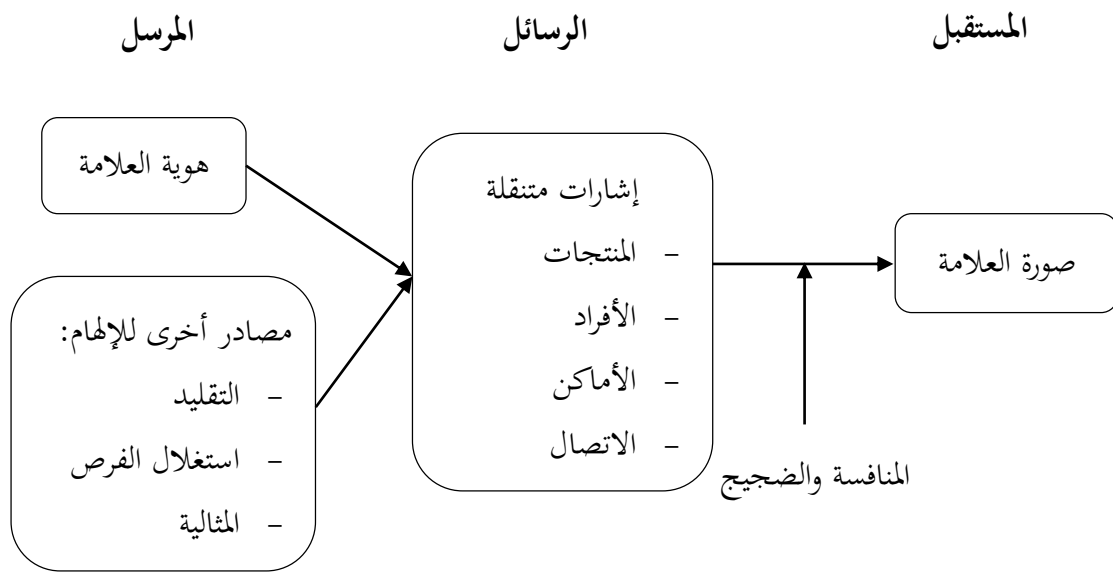 المرسل
الرسائل
المستقبل
هوية العلامة
مصادر أخرى للإلهام:
- التقليد
- استغلال الفرص
- المثالية
إشارات متنقلة
- المنتجات
- الأفراد
- الأماكن
- الاتصال
صورة العلامة
المنافسة والضجيج